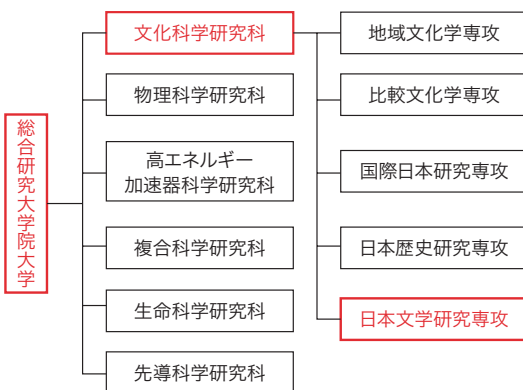 総合研究大学院大学
文化科学研究科
物理科学研究科
高エネルギー
加速器科学研究科
複合科学研究科
生命科学研究科
先導科学研究科
地域文化学専攻
比較文化学専攻
国際日本研究専攻
日本歴史研究専攻
日本文学研究専攻